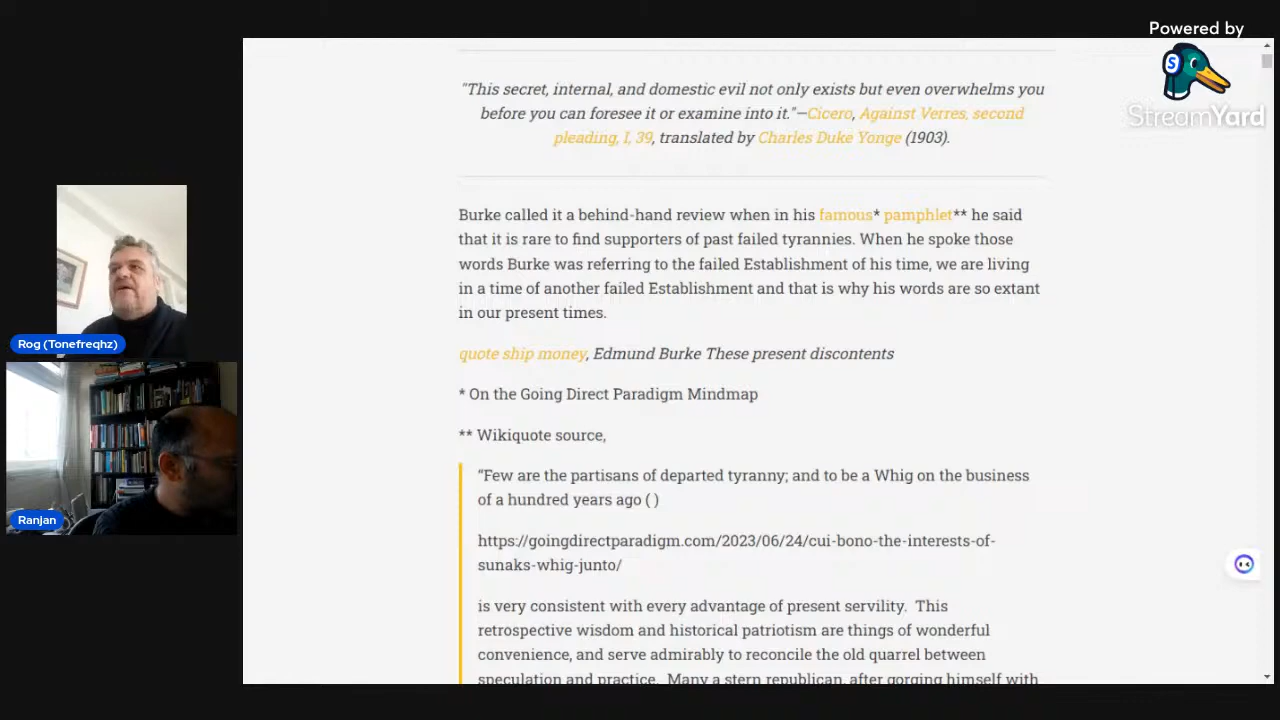 Powered by
StreamYard
"This secret, internal, and domestic evil not only exists but even overwhelms you
before you can foresee it or examine into it."—Cicero, Against Verres, second
pleading, I, 39, translated by Charles Duke Yonge (1903).
Burke called it a behind-hand review when in his famous* pamphlet** he said
that it is rare to find supporters of past failed tyrannies. When he spoke those
words Burke was referring to the failed Establishment of his time, we are living
in a time of another failed Establishment and that is why his words are so extant
in our present times.
quote ship money, Edmund Burke These present discontents
* On the Going Direct Paradigm Mindmap
** Wikiquote source,
“Few are the partisans of departed tyranny; and to be a Whig on the business
of a hundred years ago ( )
https://goingdirectparadigm.com/2023/06/24/cui-bono-the-interests-of-
sunaks-whig-junto/
is very consistent with every advantage of present servility.  This
retrospective wisdom and historical patriotism are things of wonderful
convenience, and serve admirably to reconcile the old quarrel between
speculation and practice.  Many a stern republican, after gorging himself with
Rog (Tonefreqhz)
Ranjan